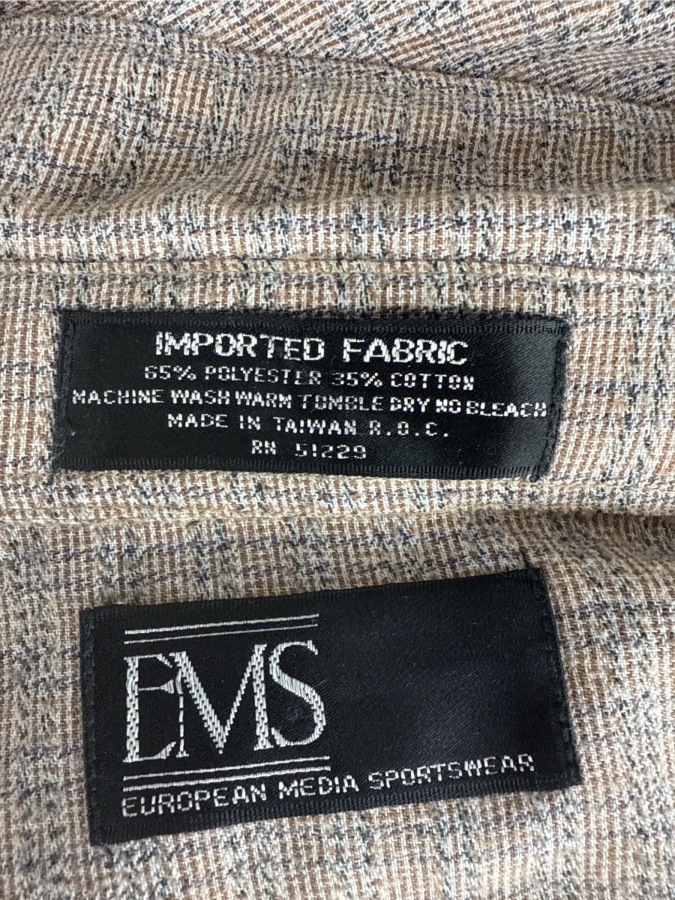 IMPORTED FABRIC
65% POLYESTER 35% COTTON
MACHINE WASH WARM TUMBLE DRY NO BLEACH
MADE IN TAIWAN R.O.C.
RN 51229
EMS
EUROPEAN MEDIA SPORTSWEAR